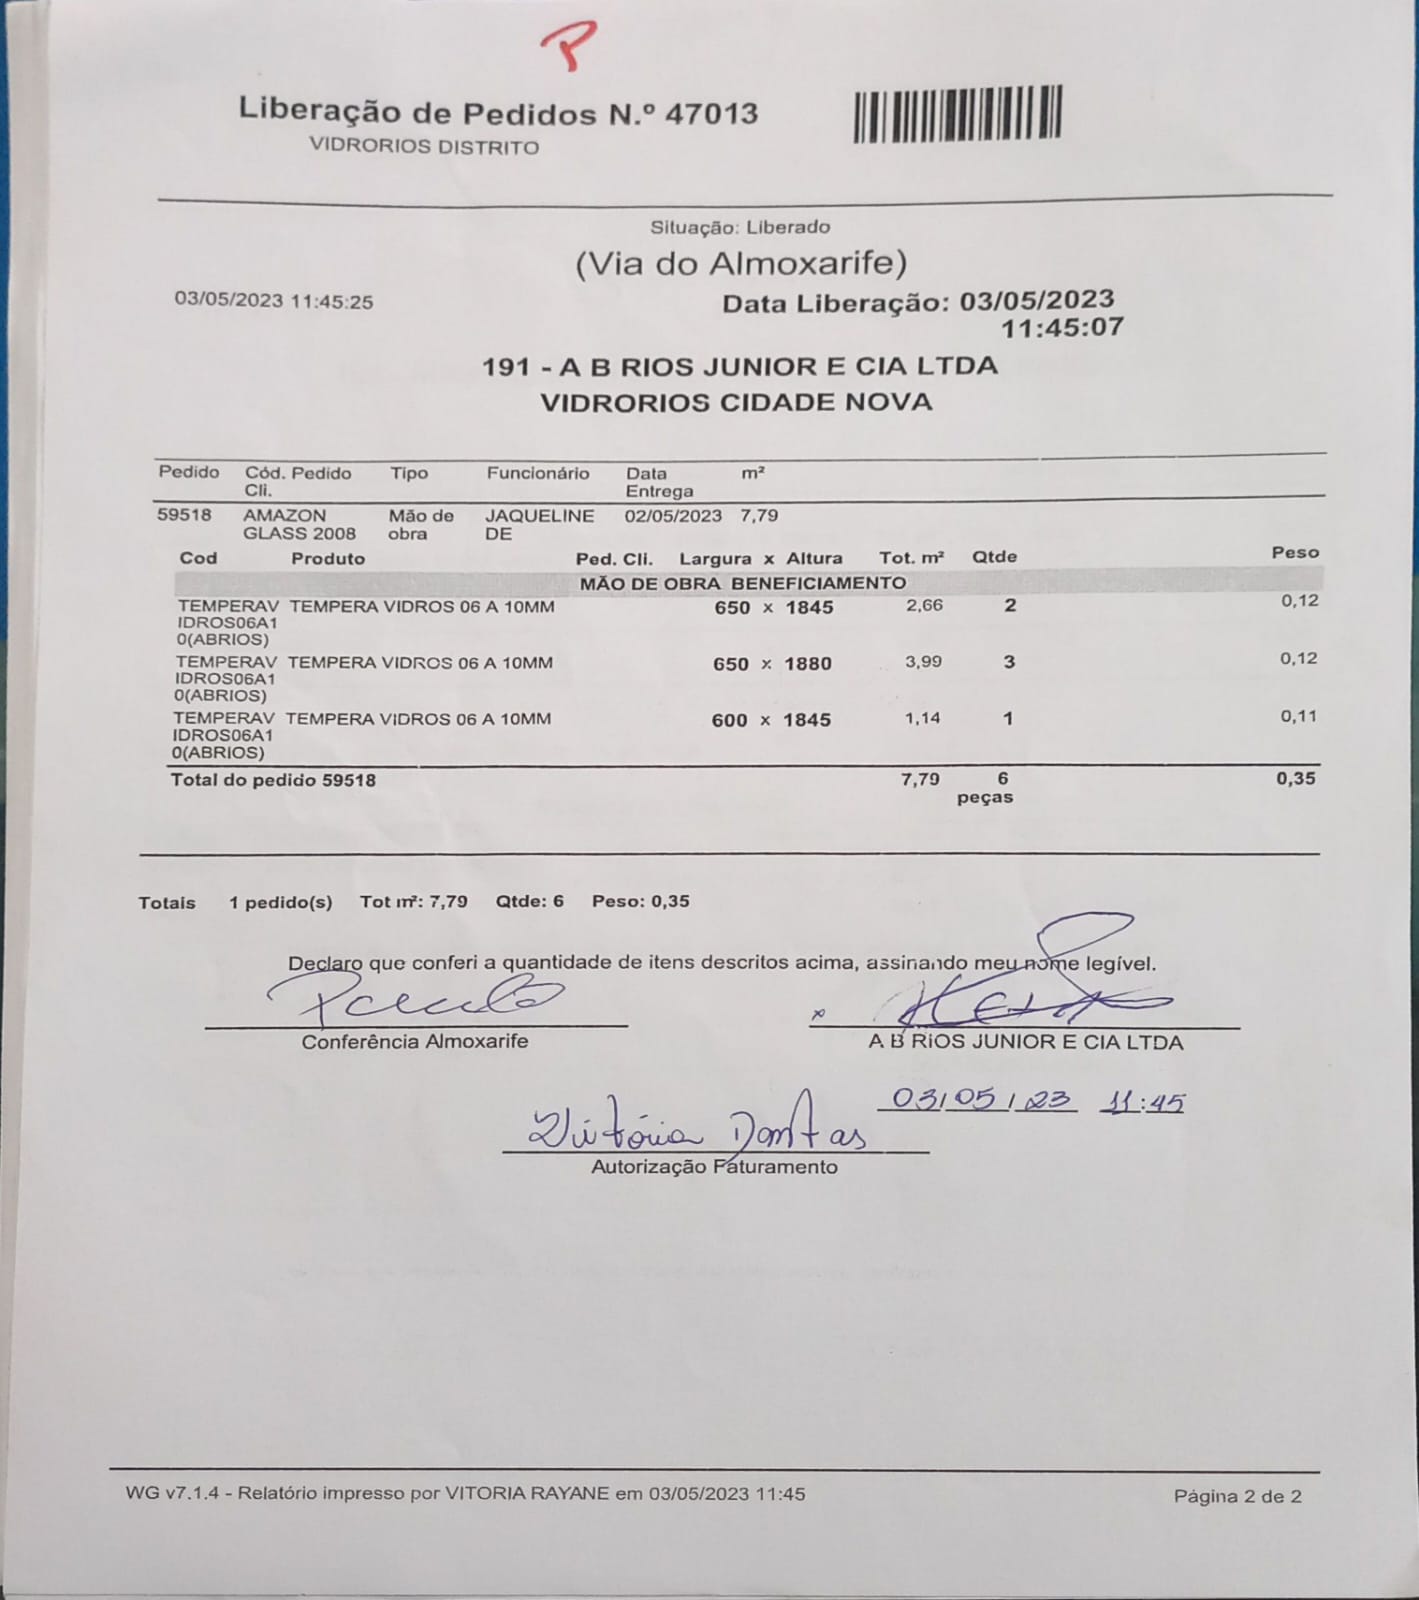 P
Liberação de Pedidos N.º 47013
VIDRORIOS DISTRITO
Situação: Liberado
(Via do Almoxarife)
03/05/2023 11:45:25 Data Liberação: 03/05/2023
11:45:07
191 - A B RIOS JUNIOR E CIA LTDA
VIDRORIOS CIDADE NOVA
Pedido Cód. Pedido Tipo Funcionário Data m²
Cli. Entrega
59518 AMAZON Mão de JAQUELINE 02/05/2023 7,79
GLASS 2008 obra DE
Cod Produto Ped. Cli. Largura x Altura Tot. m² Qtde Peso
MÃO DE OBRA BENEFICIAMENTO
TEMPERAV TEMPERA VIDROS 06 A 10MM 650 x 1845 2,66 2 0,12
IDROS06A1
0(ABRIOS)
TEMPERAV TEMPERA VIDROS 06 A 10MM 650 x 1880 3,99 3 0,12
IDROS06A1
0(ABRIOS)
TEMPERAV TEMPERA VIDROS 06 A 10MM 600 x 1845 1,14 1 0,11
IDROS06A1
0(ABRIOS)
Total do pedido 59518 7,79 6 0,35
peças
Totais 1 pedido(s) Tot m²: 7,79 Qtde: 6 Peso: 0,35
Declaro que conferi a quantidade de itens descritos acima, assinando meu nome legível.
x
Conferência Almoxarife A B RIOS JUNIOR E CIA LTDA
03/05/23 11:45
Vitória Dantas
Autorização Faturamento
WG v7.1.4 - Relatório impresso por VITORIA RAYANE em 03/05/2023 11:45
Página 2 de 2